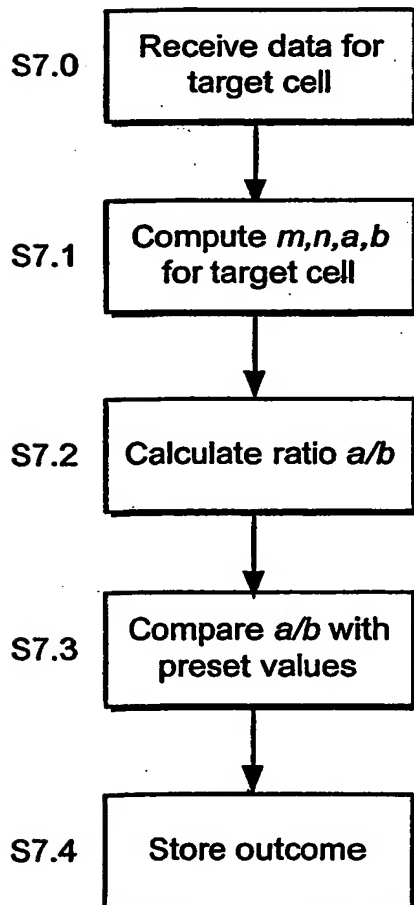 S7.0
Receive data for
target cell
S7.1
Compute m,n,a,b
for target cell
S7.2
Calculate ratio a/b
S7.3
Compare a/b with
preset values
S7.4
Store outcome